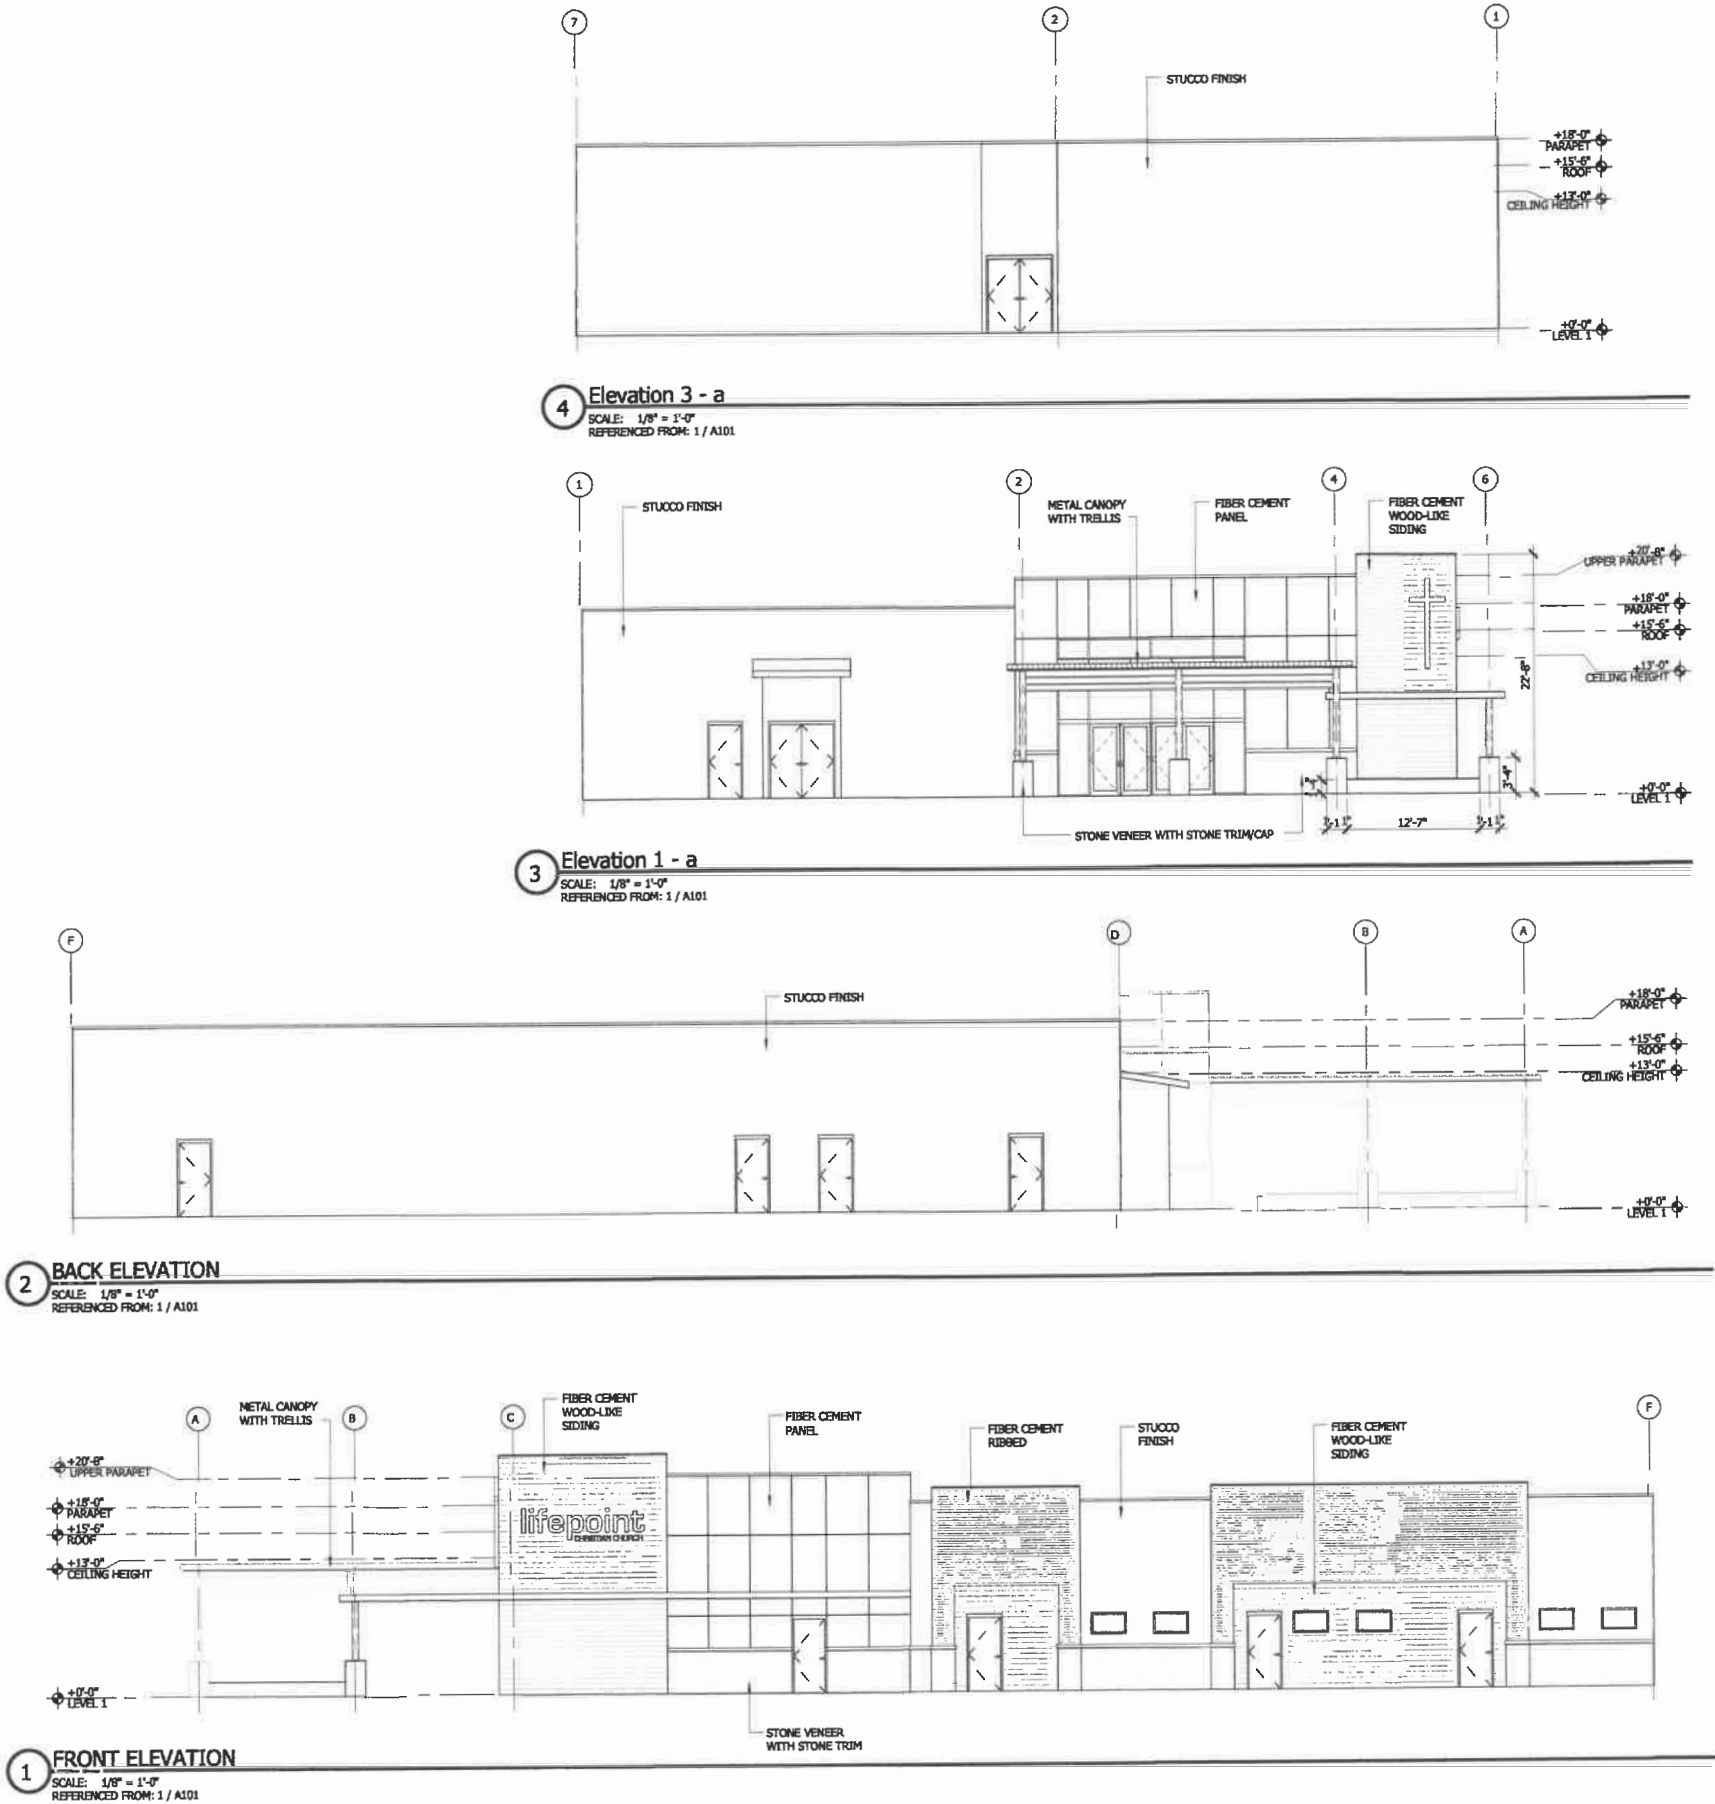 7
2
1
STUCCO FINISH
+18'-0"
PARAPET
+15'-6"
ROOF
+13'-0"
CEILING HEIGHT
+0'-0"
LEVEL 1
4
Elevation 3 - a
SCALE: 1/8" = 1'-0"
REFERENCED FROM: 1 / A101
1
2
4
6
STUCCO FINISH
METAL CANOPY
WITH TRELLIS
FIBER CEMENT
PANEL
FIBER CEMENT
WOOD-LIKE
SIDING
+20'-8"
UPPER PARAPET
+18'-0"
PARAPET
+15'-6"
ROOF
+13'-0"
CEILING HEIGHT
22'-8"
3'-4"
+0'-0"
LEVEL 1
12'-7"
STONE VENEER WITH STONE TRIM/CAP
3
Elevation 1 - a
SCALE: 1/8" = 1'-0"
REFERENCED FROM: 1 / A101
F
D
B
A
STUCCO FINISH
+18'-0"
PARAPET
+15'-6"
ROOF
+13'-0"
CEILING HEIGHT
+0'-0"
LEVEL 1
2
BACK ELEVATION
SCALE: 1/8" = 1'-0"
REFERENCED FROM: 1 / A101
A
METAL CANOPY
WITH TRELLIS
B
C
FIBER CEMENT
WOOD-LIKE
SIDING
FIBER CEMENT
PANEL
FIBER CEMENT
RIBBED
STUCCO
FINISH
FIBER CEMENT
WOOD-LIKE
SIDING
F
+20'-8"
UPPER PARAPET
+18'-0"
PARAPET
+15'-6"
ROOF
+13'-0"
CEILING HEIGHT
lifepoint
CHRISTIAN CHURCH
+0'-0"
LEVEL 1
STONE VENEER
WITH STONE TRIM
1
FRONT ELEVATION
SCALE: 1/8" = 1'-0"
REFERENCED FROM: 1 / A101